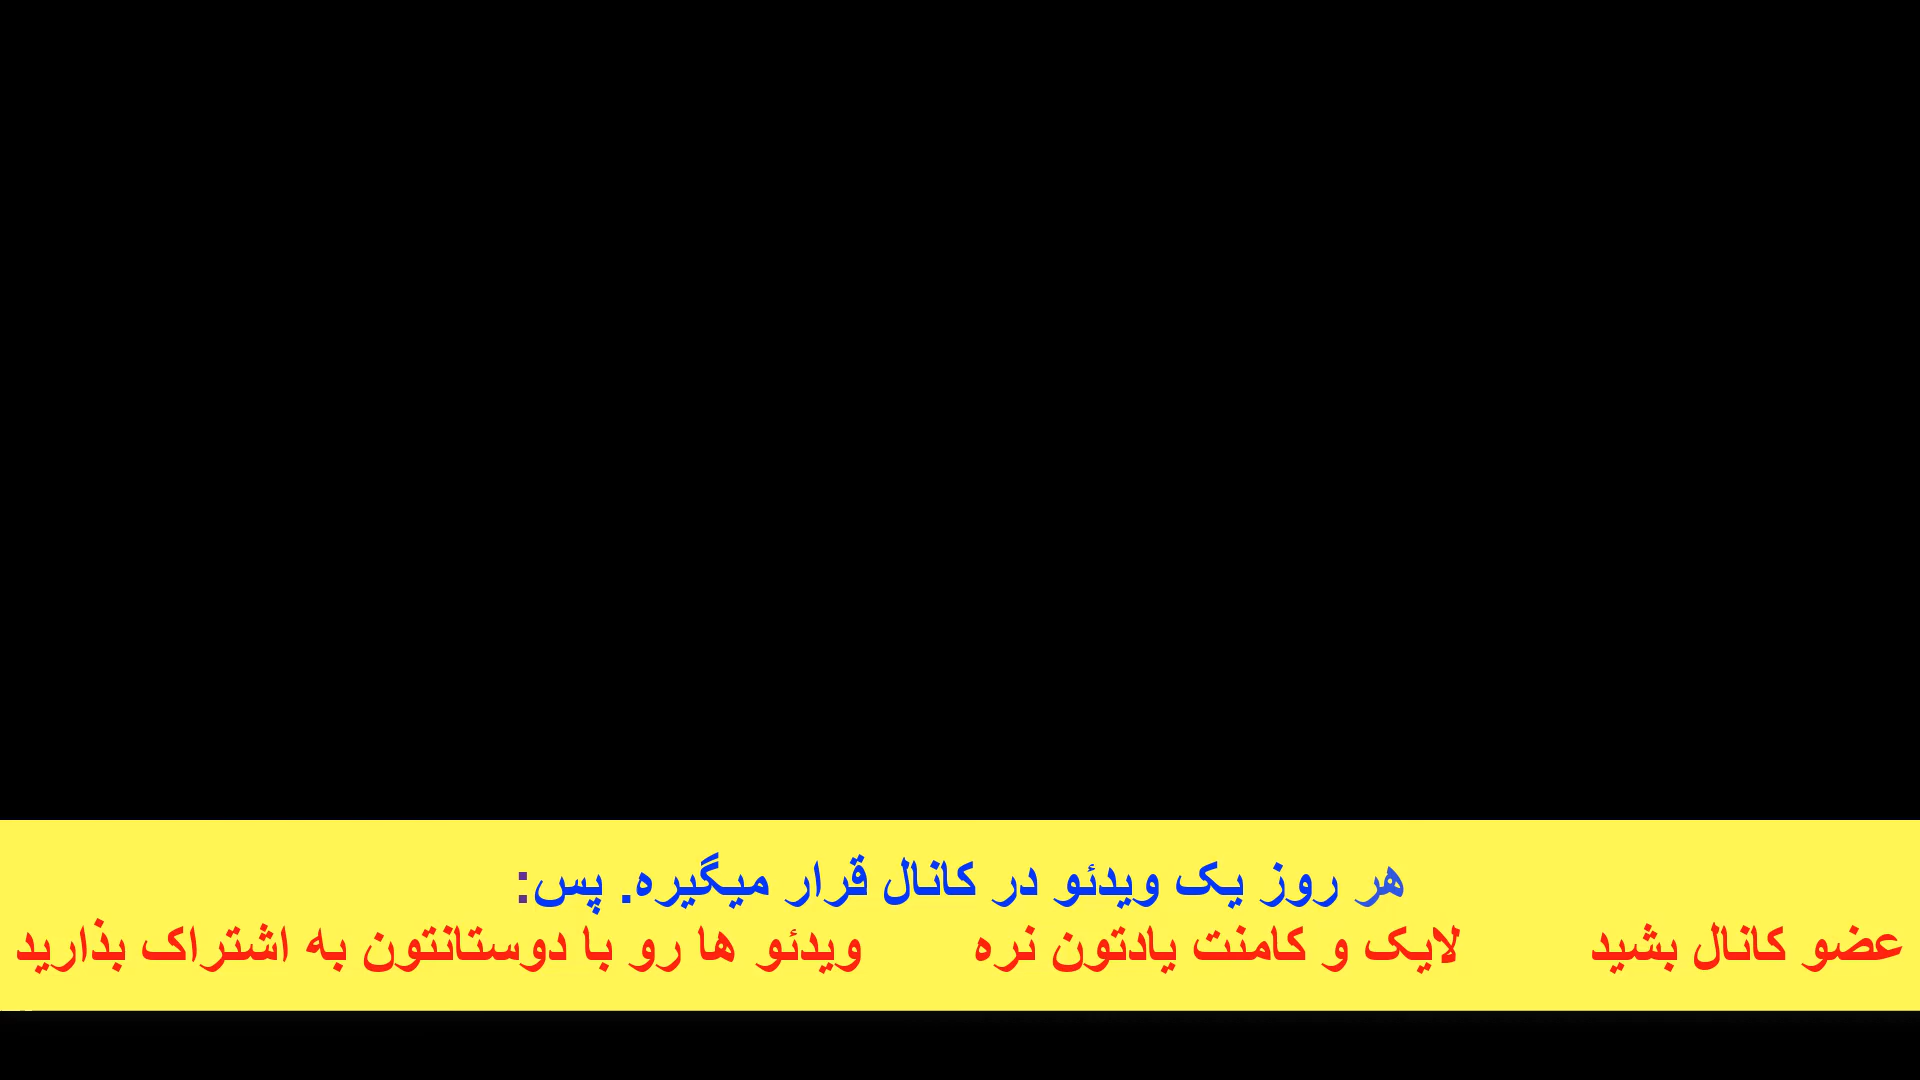 هر روز یک ویدئو در کانال قرار میگیره. پس:
عضو کانال بشید لایک و کامنت یادتون نره ویدئو ها رو با دوستانتون به اشتراک بذارید